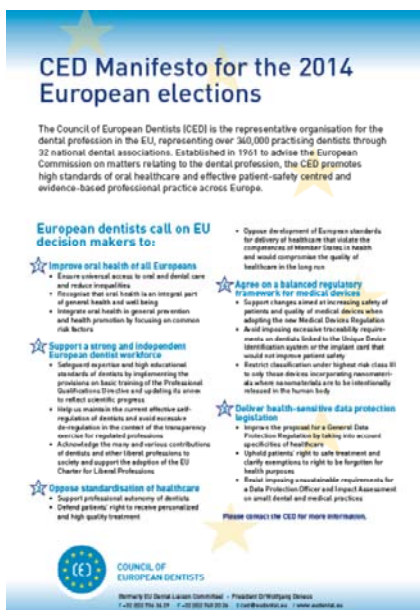 CED Manifesto for the 2014
European elections
The Council of European Dentists (CED) is the representative organisation for the
dental profession in the EU, representing over 340,000 practising dentists through
32 national dental associations. Established in 1961 to advise the European
Commission on matters relating to the dental profession, the CED promotes
high standards of oral healthcare and effective patient-safety centred and
evidence-based professional practice across Europe.
European dentists call on EU
decision makers to:
Improve oral health of all Europeans
• Ensure universal access to oral and dental care
and reduce inequalities
• Recognise that oral health is an integral part
of general health and well being
• Integrate oral health in general prevention
and health promotion by focusing on common
risk factors
Support a strong and independent
European dentist workforce
• Safeguard expertise and high educational
standards of dentists by implementing the
provisions on basic training of the Professional
Qualifications Directive and updating its annex
to reflect scientific progress
• Help us maintain the current effective self-
regulation of dentists and avoid excessive
de-regulation in the context of the transparency
exercise for regulated professions
• Acknowledge the many and various contributions
of dentists and other liberal professions to
society and support the adoption of the EU
Charter for Liberal Professions
Oppose standardisation of healthcare
• Support professional autonomy of dentists
• Defend patients' right to receive personalized
and high quality treatment
• Oppose development of European standards
for delivery of healthcare that violate the
competences of Member States in health
and would compromise the quality of
healthcare in the long run
Agree on a balanced regulatory
framework for medical devices
• Support changes aimed at increasing safety of
patients and quality of medical devices when
adopting the new Medical Devices Regulation
• Avoid imposing excessive traceability require-
ments on dentists linked to the Unique Device
Identification system or the implant card that
would not improve patient safety
• Restrict classification under highest risk class III
to only those devices incorporating nanomateri-
als where nanomaterials are to be intentionally
released in the human body
Deliver health-sensitive data protection
legislation
• Improve the proposal for a General Data
Protection Regulation by taking into account
specificities of healthcare
• Uphold patients' right to safe treatment and
clarify exemptions to right to be forgotten for
health purposes
• Resist imposing unsustainable requirements for
a Data Protection Officer and Impact Assessment
on small dental and medical practices
Please contact the CED for more information.
COUNCIL OF
EUROPEAN DENTISTS
(formerly EU Dental Liaison Committee) • President Dr Wolfgang Doneus